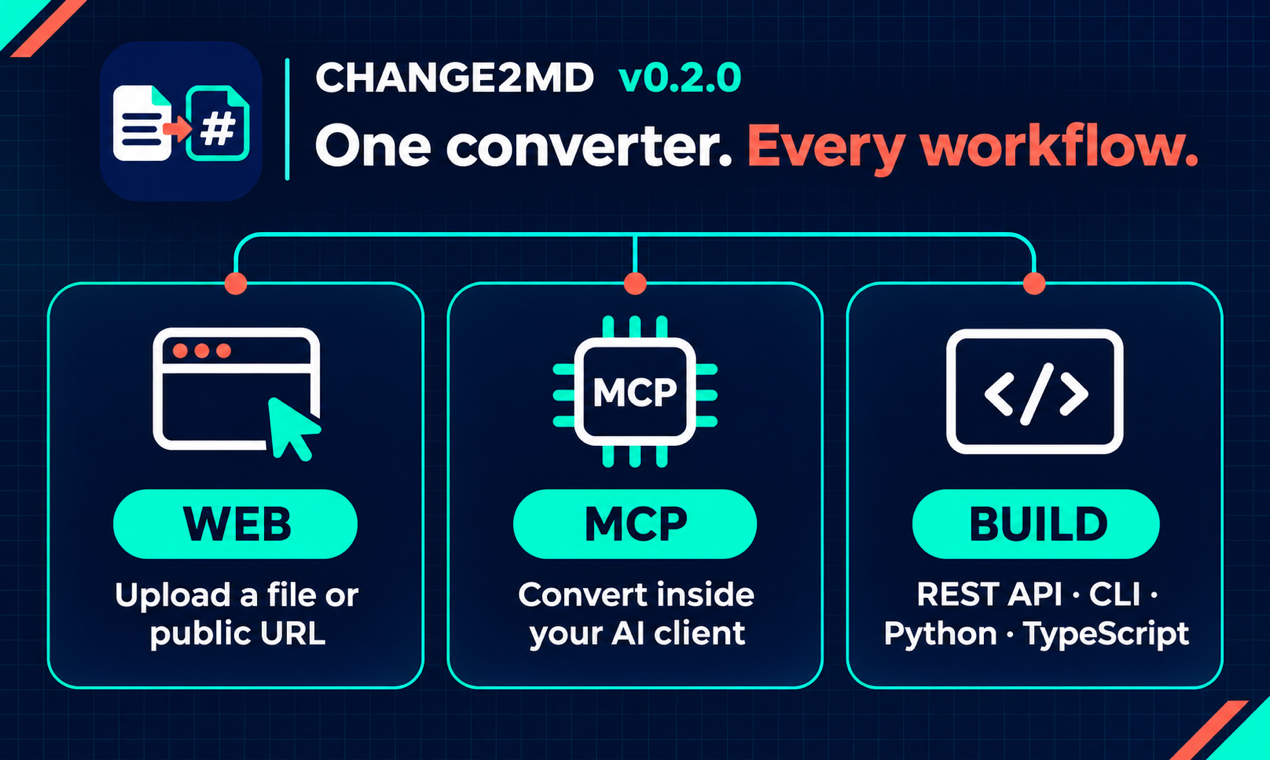 #
CHANGE2MD v0.2.0
One converter. Every workflow.
MCP
</>
WEB
MCP
BUILD
Upload a file or
public URL
Convert inside
your AI client
REST API · CLI ·
Python · TypeScript